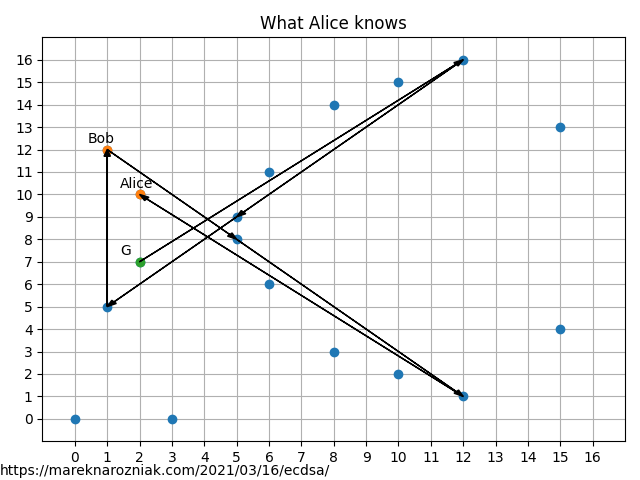 What Alice knows
16
15
14
13
12
11
10
9
8
7
6
5
4
3
2
1
0
Bob
Alice
G
0 1 2 3 4 5 6 7 8 9 10 11 12 13 14 15 16
https://mareknarozniak.com/2021/03/16/ecdsa/